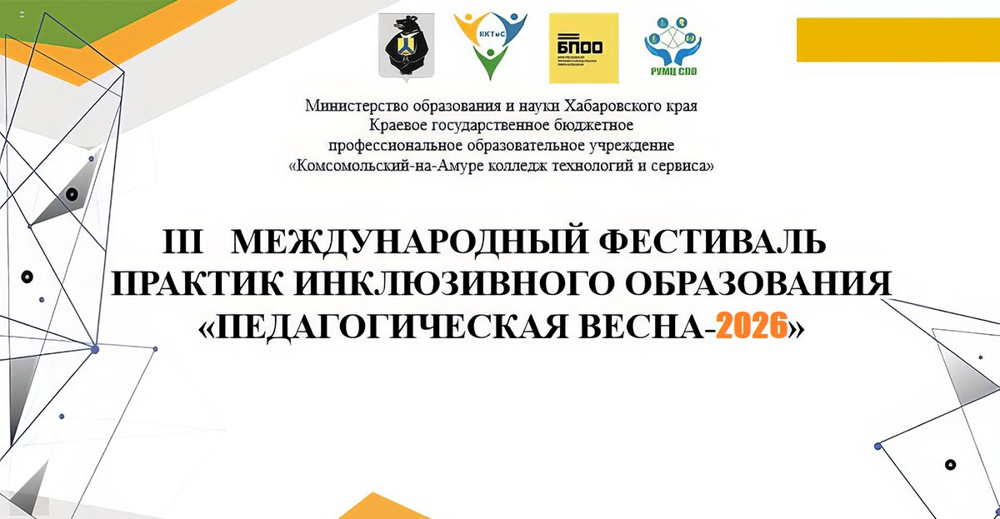 ККТиС
БПОО
РУМЦ СПО
Министерство образования и науки Хабаровского края
Краевое государственное бюджетное
профессиональное образовательное учреждение
«Комсомольский-на-Амуре колледж технологий и сервиса»
III МЕЖДУНАРОДНЫЙ ФЕСТИВАЛЬ
ПРАКТИК ИНКЛЮЗИВНОГО ОБРАЗОВАНИЯ
«ПЕДАГОГИЧЕСКАЯ ВЕСНА-2026»